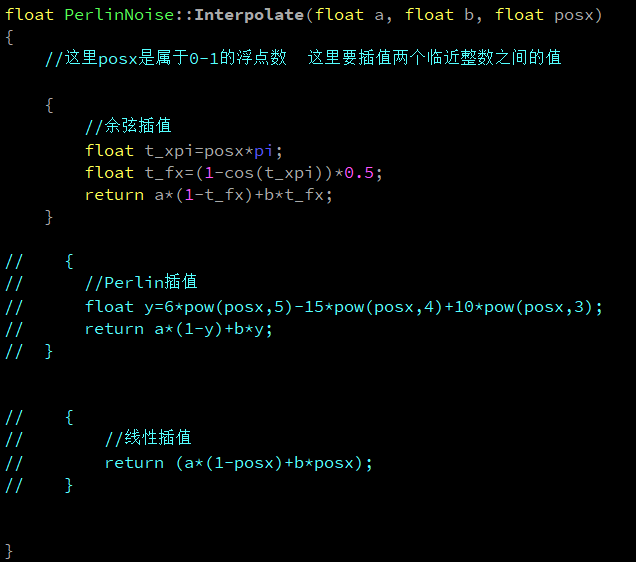 float PerlinNoise::Interpolate(float a, float b, float posx)
{
    //这里posx是属于0-1的浮点数  这里要插值两个临近整数之间的值
    {
        //余弦插值
        float t_xpi=posx*pi;
        float t_fx=(1-cos(t_xpi))*0.5;
        return a*(1-t_fx)+b*t_fx;
    }
//    {
//      //Perlin插值
//      float y=6*pow(posx,5)-15*pow(posx,4)+10*pow(posx,3);
//      return a*(1-y)+b*y;
//  }
//    {
//        //线性插值
//        return (a*(1-posx)+b*posx);
//    }
}